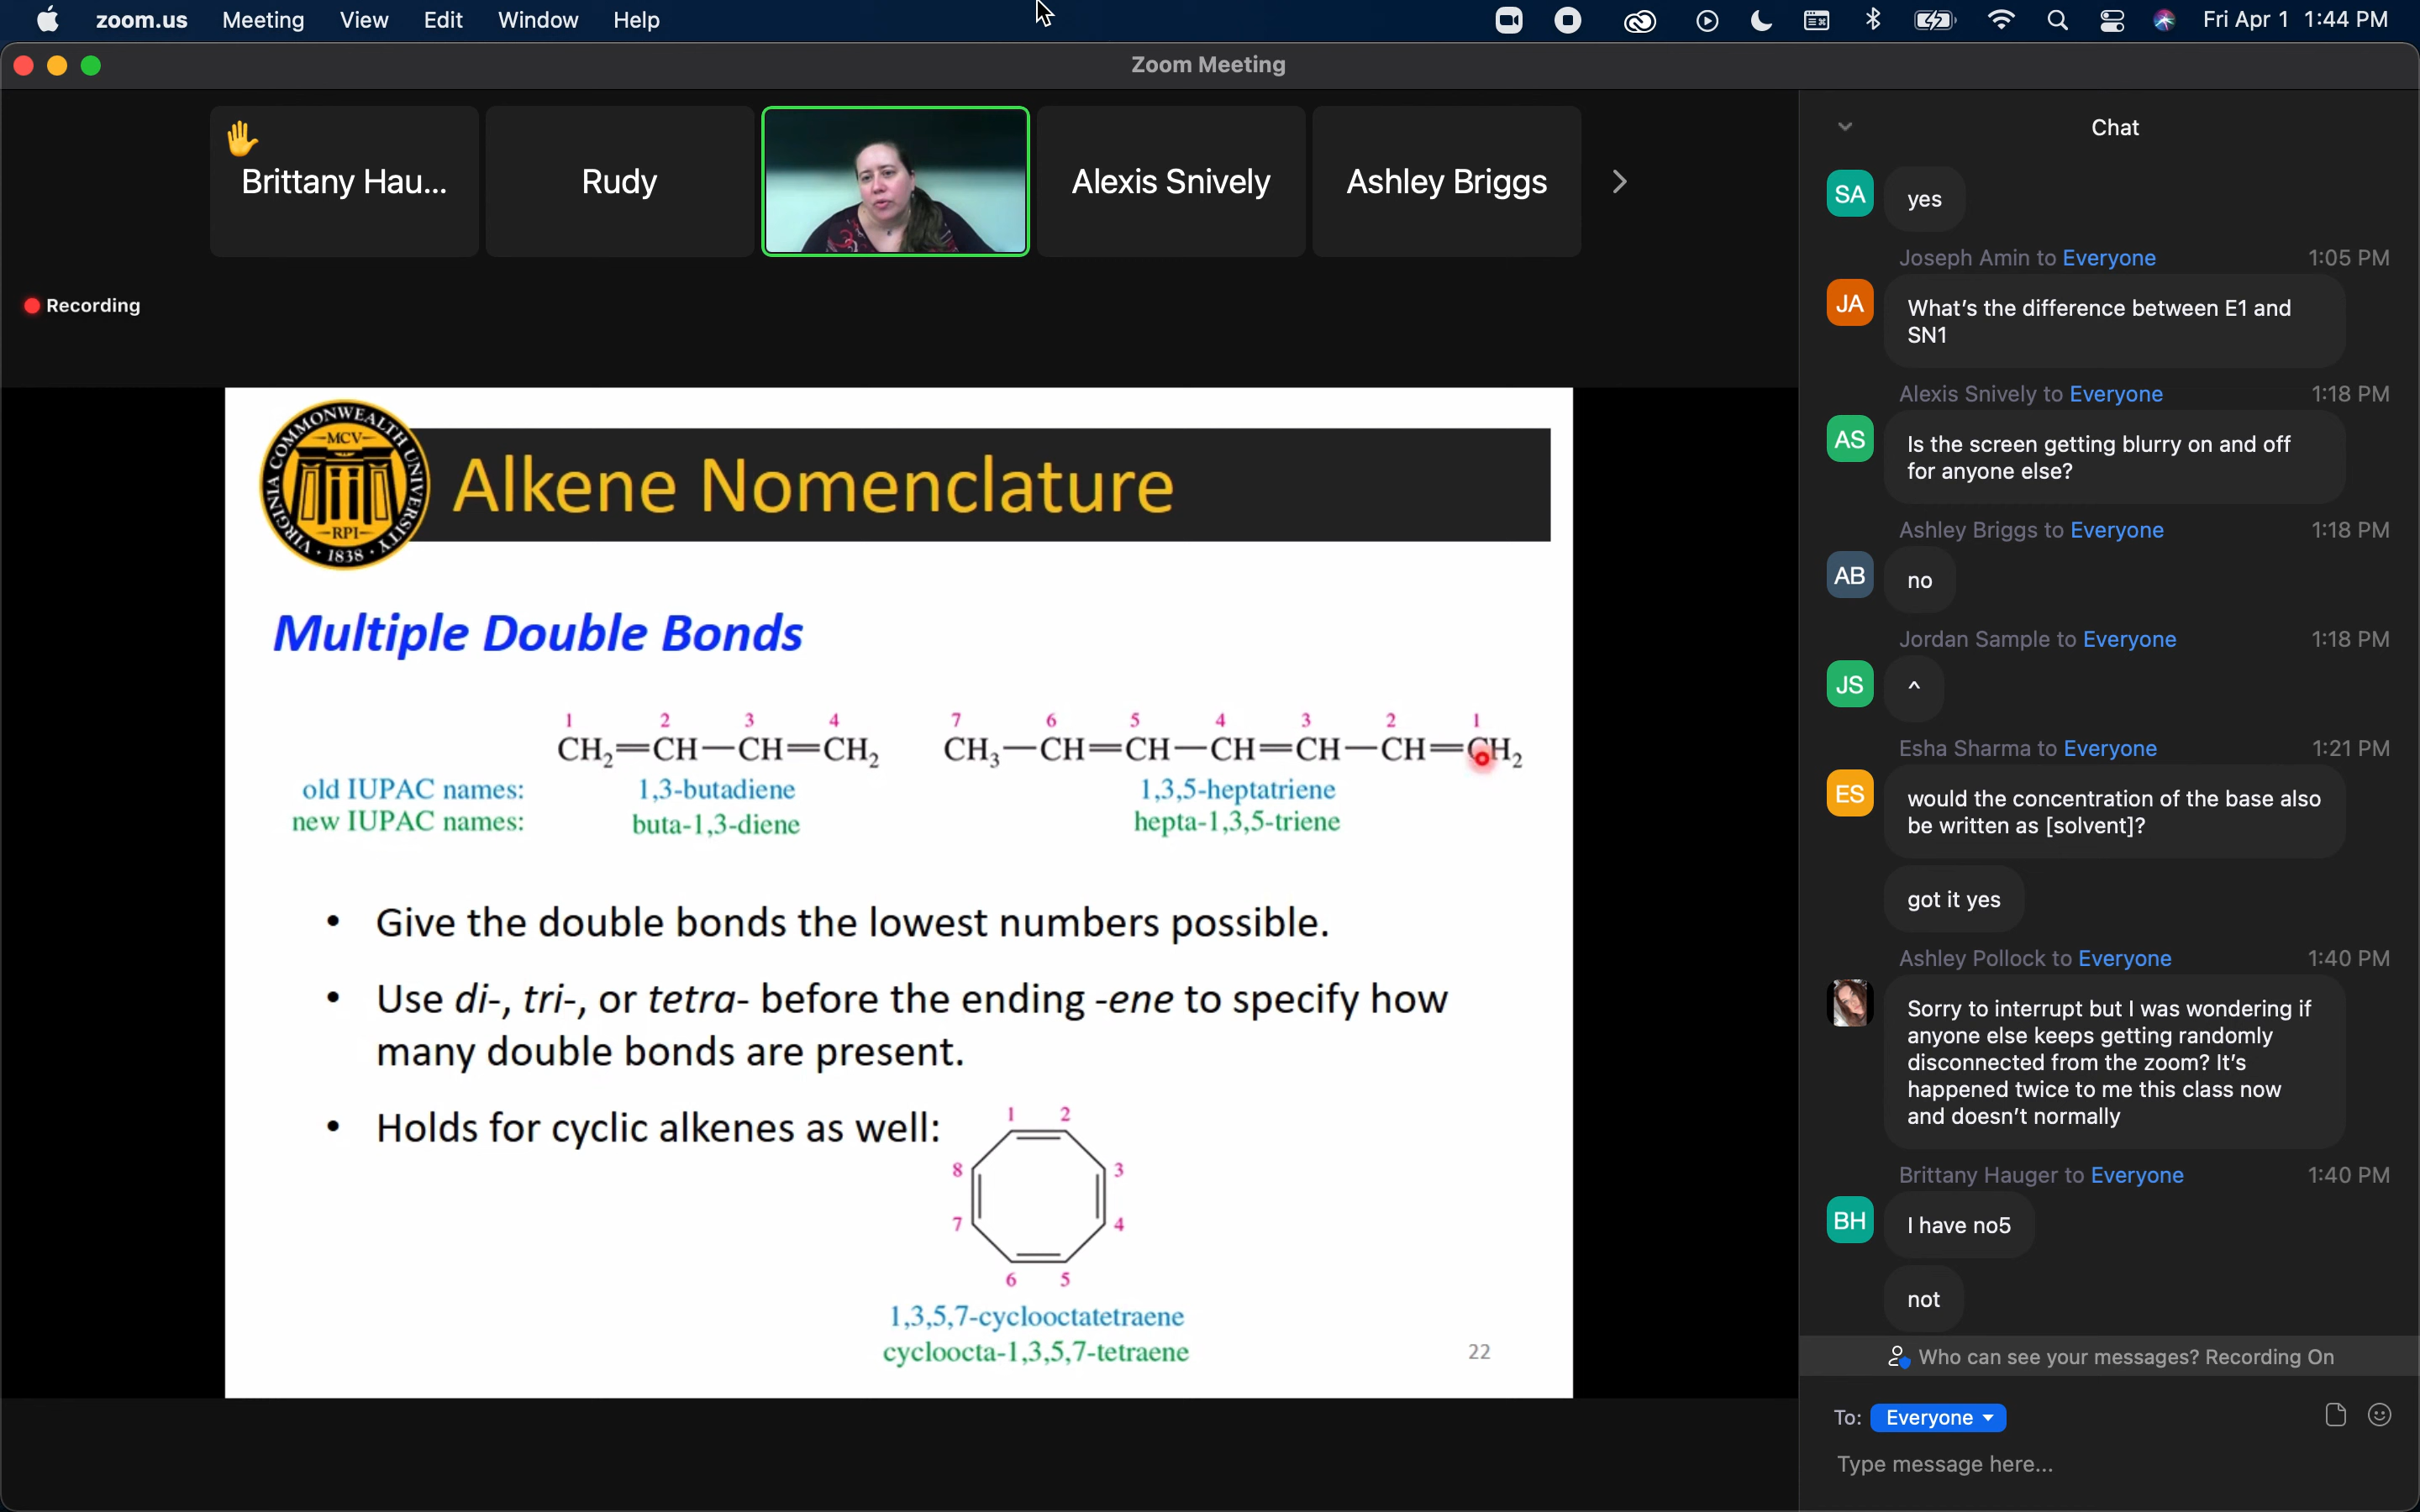 zoom.us Meeting View Edit Window Help Fri Apr 1 1:44 PM
Zoom Meeting
Brittany Hau... Rudy Alexis Snively Ashley Briggs
Recording
VIRGINIA COMMONWEALTH UNIVERSITY
MCV
RPI
1838
Alkene Nomenclature
Multiple Double Bonds
1 2 3 4 7 6 5 4 3 2 1
CH₂=CH—CH=CH₂ CH₃—CH=CH—CH=CH—CH=CH₂
old IUPAC names: 1,3-butadiene 1,3,5-heptatriene
new IUPAC names: buta-1,3-diene hepta-1,3,5-triene
• Give the double bonds the lowest numbers possible.
• Use di-, tri-, or tetra- before the ending -ene to specify how
many double bonds are present.
• Holds for cyclic alkenes as well:
1 2
8 3
7 4
6 5
1,3,5,7-cyclooctatetraene
cycloocta-1,3,5,7-tetraene
22
Chat
SA yes
Joseph Amin to Everyone 1:05 PM
JA What's the difference between E1 and
SN1
Alexis Snively to Everyone 1:18 PM
AS Is the screen getting blurry on and off
for anyone else?
Ashley Briggs to Everyone 1:18 PM
AB no
Jordan Sample to Everyone 1:18 PM
JS ^
Esha Sharma to Everyone 1:21 PM
ES would the concentration of the base also
be written as [solvent]?
got it yes
Ashley Pollock to Everyone 1:40 PM
Sorry to interrupt but I was wondering if
anyone else keeps getting randomly
disconnected from the zoom? It's
happened twice to me this class now
and doesn't normally
Brittany Hauger to Everyone 1:40 PM
BH I have no5
not
Who can see your messages? Recording On
To: Everyone
Type message here...